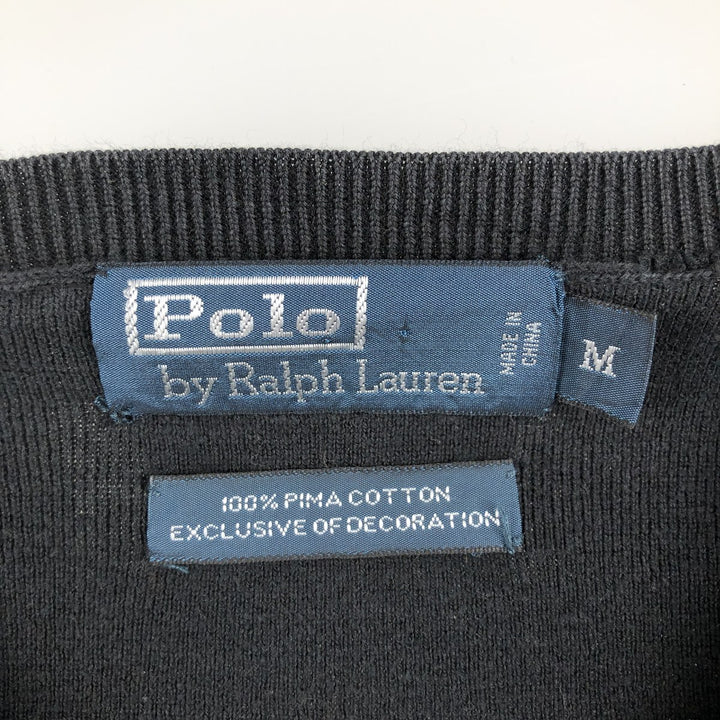 Polo
by Ralph Lauren
MADE IN
CHINA
M
100% PIMA COTTON
EXCLUSIVE OF DECORATION